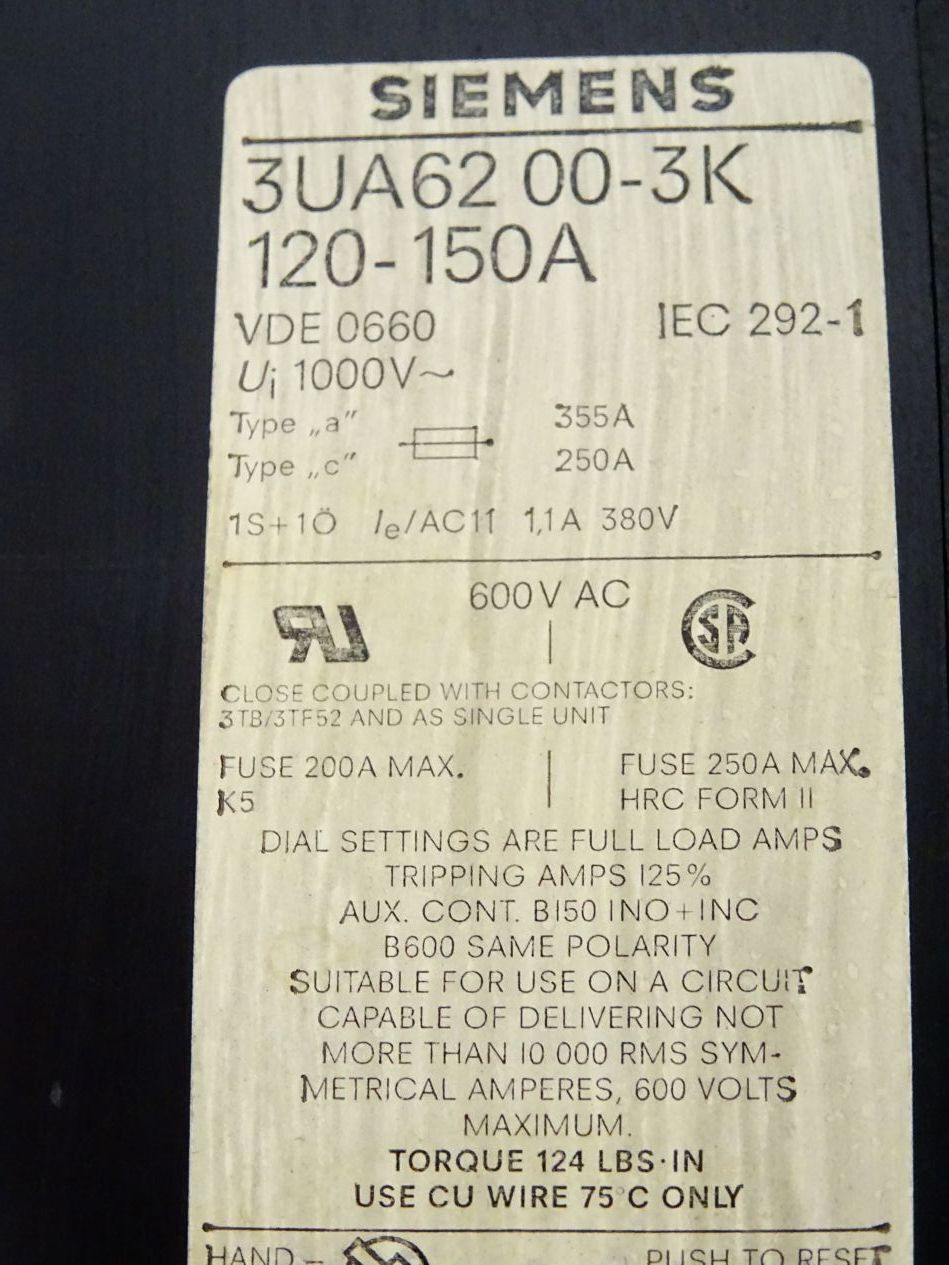 SIEMENS
3UA62 00-3K
120-150A
VDE 0660 IEC 292-1
Ui 1000V~
Type „a” 355A
Type „c” 250A
1S+1Ö Ie/AC11 1,1A 380V
600V AC
RU SA
CLOSE COUPLED WITH CONTACTORS:
3TB/3TF52 AND AS SINGLE UNIT
FUSE 200A MAX. FUSE 250A MAX.
K5 HRC FORM II
DIAL SETTINGS ARE FULL LOAD AMPS
TRIPPING AMPS 125%
AUX. CONT. B150 1NO+1NC
B600 SAME POLARITY
SUITABLE FOR USE ON A CIRCUIT
CAPABLE OF DELIVERING NOT
MORE THAN 10 000 RMS SYM-
METRICAL AMPERES, 600 VOLTS
MAXIMUM.
TORQUE 124 LBS·IN
USE CU WIRE 75°C ONLY
HAND- PUSH TO RESET